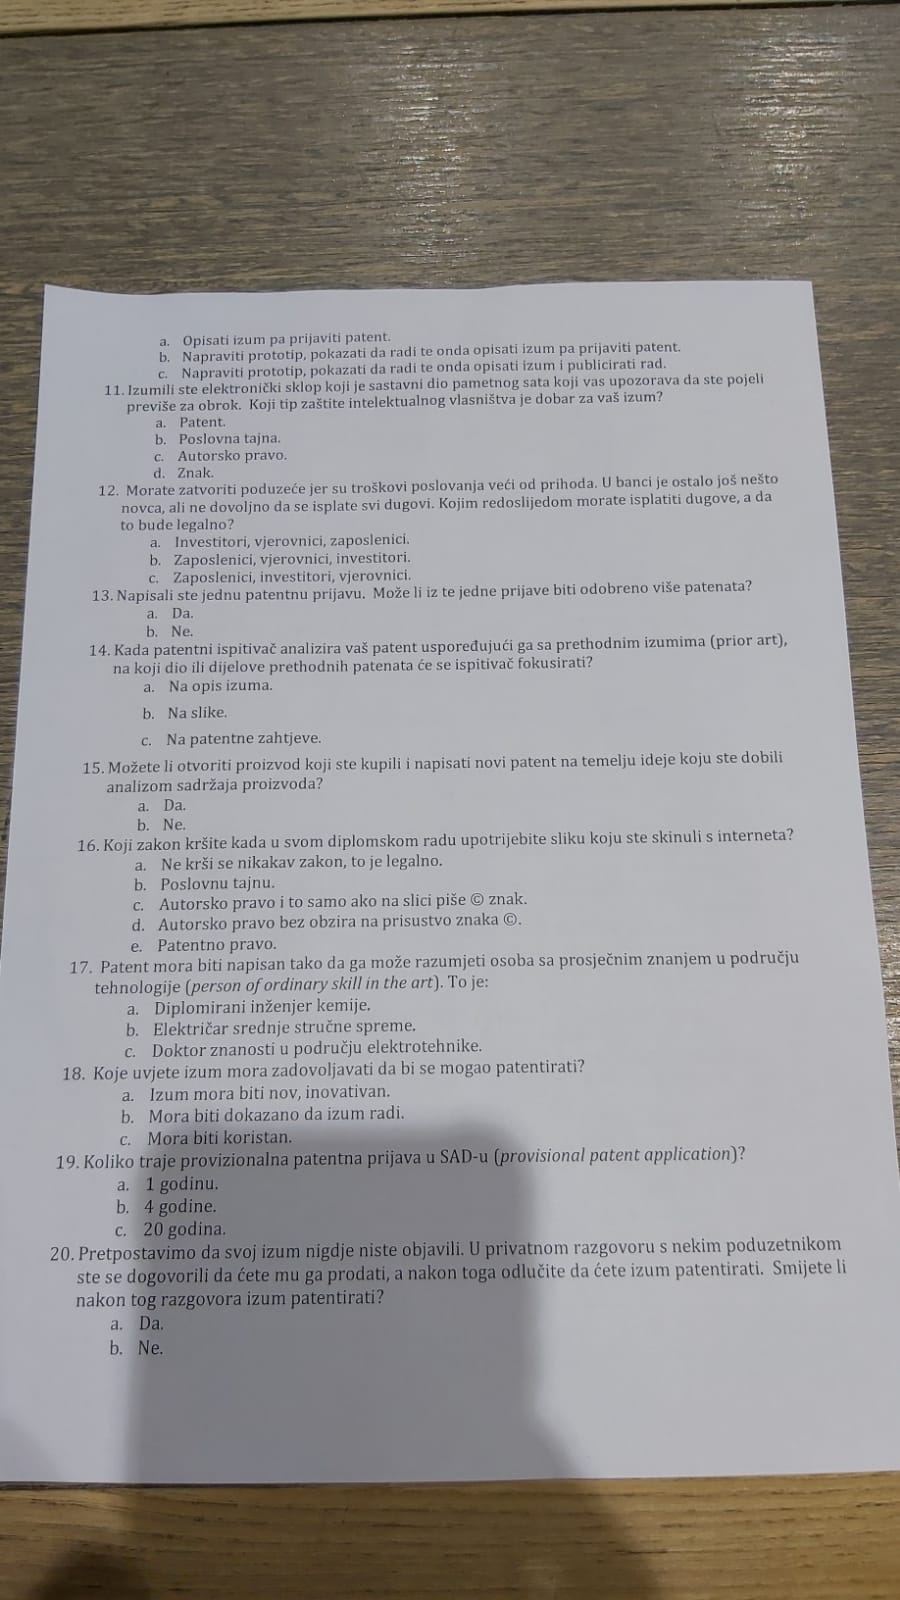 a. Opisati izum pa prijaviti patent.
b. Napraviti prototip, pokazati da radi te onda opisati izum pa prijaviti patent.
c. Napraviti prototip, pokazati da radi te onda opisati izum i publicirati rad.
11. Izumili ste elektronički sklop koji je sastavni dio pametnog sata koji vas upozorava da ste pojeli
previše za obrok. Koji tip zaštite intelektualnog vlasništva je dobar za vaš izum?
a. Patent.
b. Poslovna tajna.
c. Autorsko pravo.
d. Znak.
12. Morate zatvoriti poduzeće jer su troškovi poslovanja veći od prihoda. U banci je ostalo još nešto
novca, ali ne dovoljno da se isplate svi dugovi. Kojim redoslijedom morate isplatiti dugove, a da
to bude legalno?
a. Investitori, vjerovnici, zaposlenici.
b. Zaposlenici, vjerovnici, investitori.
c. Zaposlenici, investitori, vjerovnici.
13. Napisali ste jednu patentnu prijavu. Može li iz te jedne prijave biti odobreno više patenata?
a. Da.
b. Ne.
14. Kada patentni ispitivač analizira vaš patent uspoređujući ga sa prethodnim izumima (prior art),
na koji dio ili dijelove prethodnih patenata će se ispitivač fokusirati?
a. Na opis izuma.
b. Na slike.
c. Na patentne zahtjeve.
15. Možete li otvoriti proizvod koji ste kupili i napisati novi patent na temelju ideje koju ste dobili
analizom sadržaja proizvoda?
a. Da.
b. Ne.
16. Koji zakon kršite kada u svom diplomskom radu upotrijebite sliku koju ste skinuli s interneta?
a. Ne krši se nikakav zakon, to je legalno.
b. Poslovnu tajnu.
c. Autorsko pravo i to samo ako na slici piše © znak.
d. Autorsko pravo bez obzira na prisustvo znaka ©.
e. Patentno pravo.
17. Patent mora biti napisan tako da ga može razumjeti osoba sa prosječnim znanjem u području
tehnologije (person of ordinary skill in the art). To je:
a. Diplomirani inženjer kemije.
b. Električar srednje stručne spreme.
c. Doktor znanosti u području elektrotehnike.
18. Koje uvjete izum mora zadovoljavati da bi se mogao patentirati?
a. Izum mora biti nov, inovativan.
b. Mora biti dokazano da izum radi.
c. Mora biti koristan.
19. Koliko traje provizionalna patentna prijava u SAD-u (provisional patent application)?
a. 1 godinu.
b. 4 godine.
c. 20 godina.
20. Pretpostavimo da svoj izum nigdje niste objavili. U privatnom razgovoru s nekim poduzetnikom
ste se dogovorili da ćete mu ga prodati, a nakon toga odlučite da ćete izum patentirati. Smijete li
nakon tog razgovora izum patentirati?
a. Da.
b. Ne.